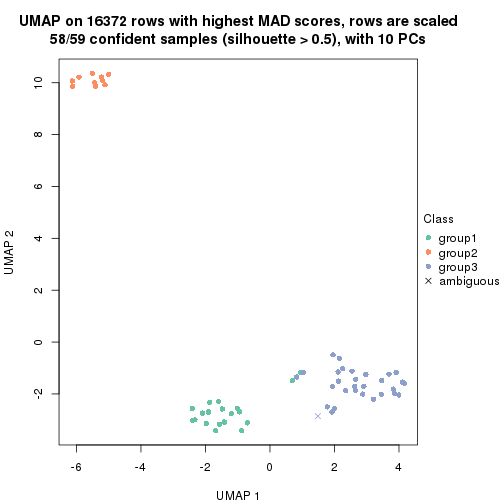 UMAP on 16372 rows with highest MAD scores, rows are scaled
58/59 confident samples (silhouette > 0.5), with 10 PCs
10
8
6
4
2
0
-2
UMAP 2
-6
-4
-2
0
2
4
UMAP 1
Class
group1
group2
group3
ambiguous